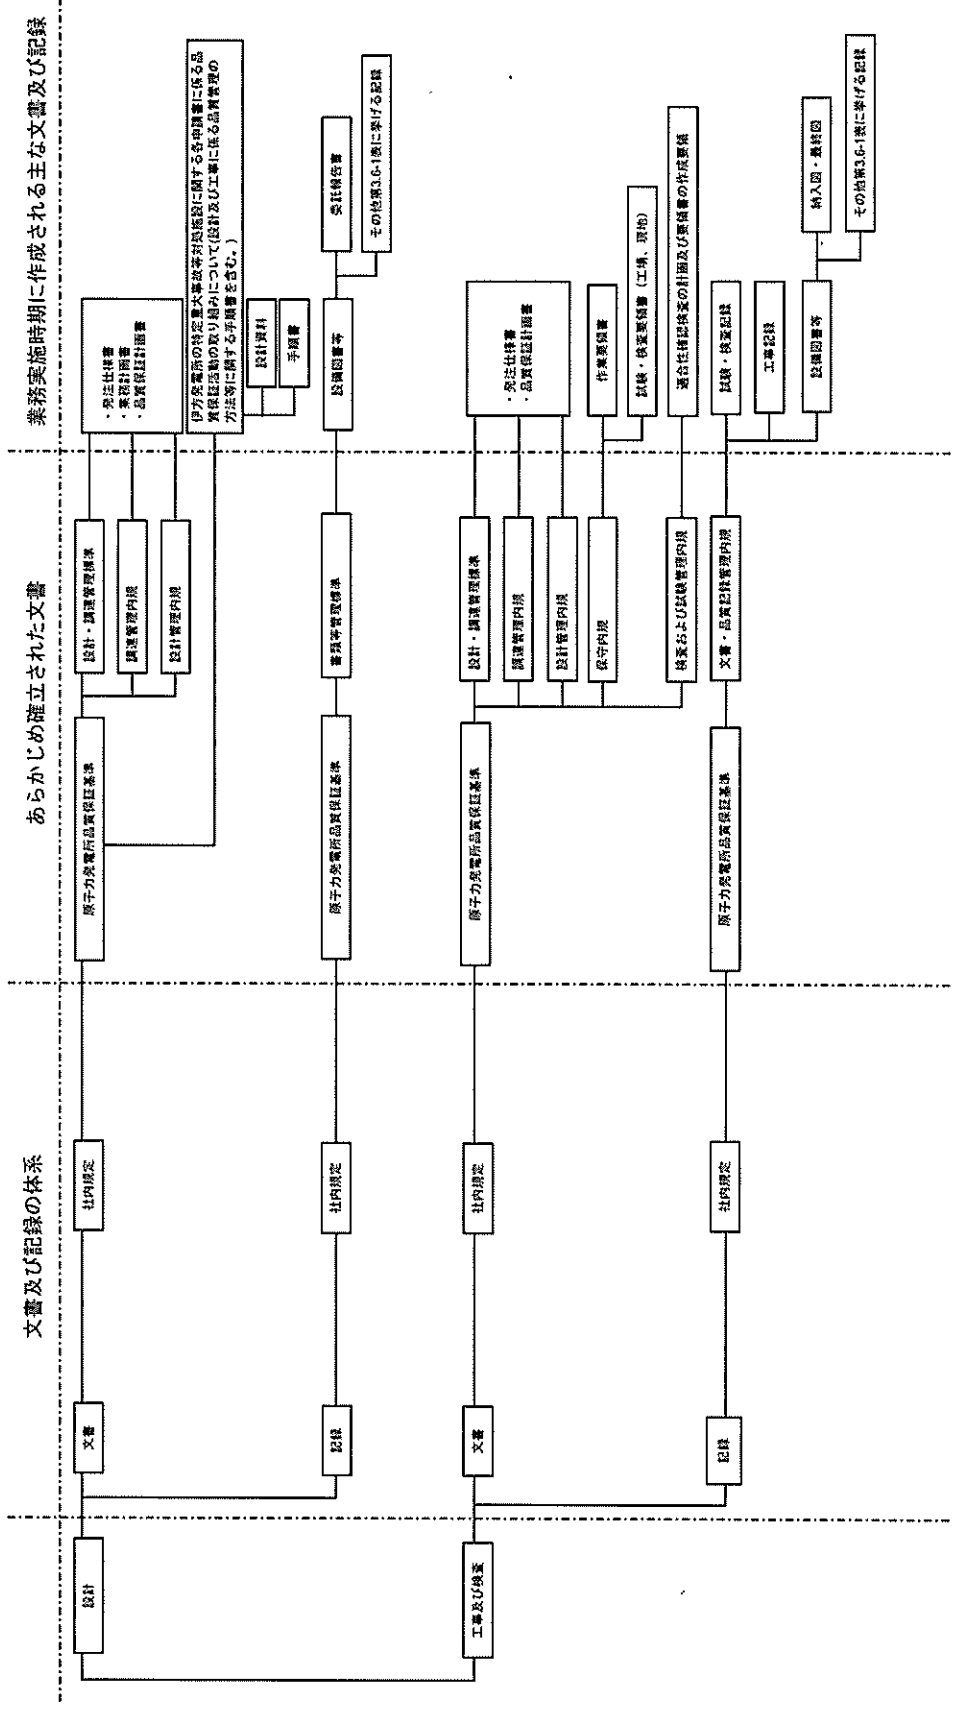 文書及び記録の体系
あらかじめ確立された文書
業務実施時期に作成される主な文書及び記録
設計
文書
社内規定
原子力発電所品質保証基準
設計・調達管理標準
調達管理内規
設計管理内規
・発注仕様書
・業務計画書
・品質保証計画書
伊方発電所の特定重大事故等対処施設に関する各申請書に係る品
質保証活動の取り組みについて(設計及び工事に係る品質管理の
方法等に関する手順書を含む。)
設計資料
手順書
記録
社内規定
原子力発電所品質保証基準
書類等管理標準
設備図書等
委託報告書
その他第3.6-1表に挙げる記録
工事及び検査
文書
社内規定
原子力発電所品質保証基準
設計・調達管理標準
調達管理内規
設計管理内規
・発注仕様書
・品質保証計画書
保守内規
作業要領書
試験・検査要領書(工場、現地)
検査および試験管理内規
適合性確認検査の計画及び要領書の作成要領
記録
社内規定
原子力発電所品質保証基準
文書・品質記録管理内規
試験・検査記録
工事記録
設備図書等
納入図・最終図
その他第3.6-1表に挙げる記録